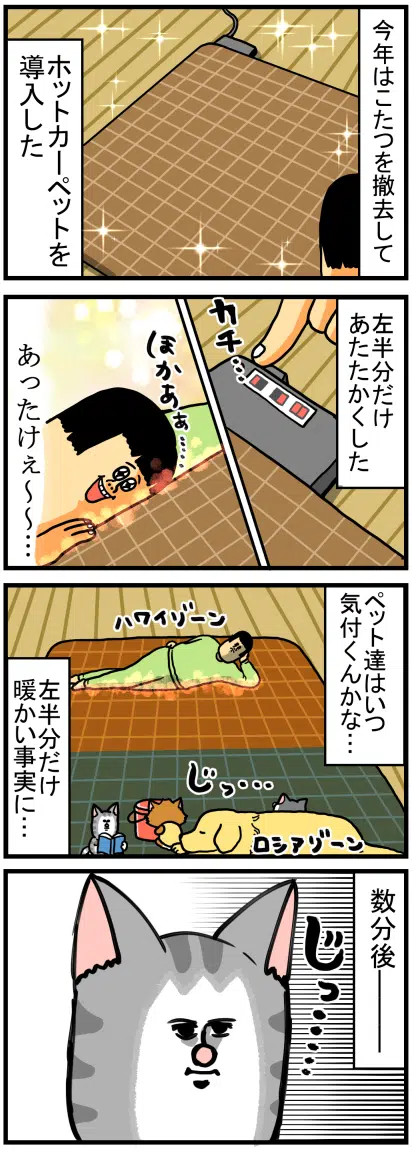 今年はこたつを撤去して
ホットカーペットを
導入した
左半分だけ
あたたかくした
カチ…
ほかあぁ……
あったけぇ～～…
ペット達はいつ
気付くんかな…
ハワイゾーン
左半分だけ
暖かい事実に…
じっ・・・
ロシアゾーン
数分後――
じっ……